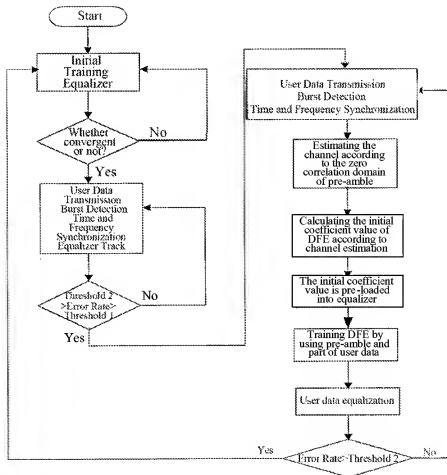 Start
Initial
Training
Equalizer
Whether
convergent
or not?
No
Yes
User Data
Transmission
Burst Detection
Time and
Frequency
Synchronization
Equalizer Track
Threshold 2
>Error Rate>
Threshold 1
No
Yes
User Data Transmission
Burst Detection
Time and Frequency Synchronization
Estimating the
channel according
to the zero
correlation domain
of pre-amble
Calculating the initial
coefficient value of
DFE according to
channel estimation
The initial coefficient
value is pre-loaded
into equalizer
Training DFE by
using pre-amble and
part of user data
User data equalization
Error Rate>Threshold 2
Yes
No